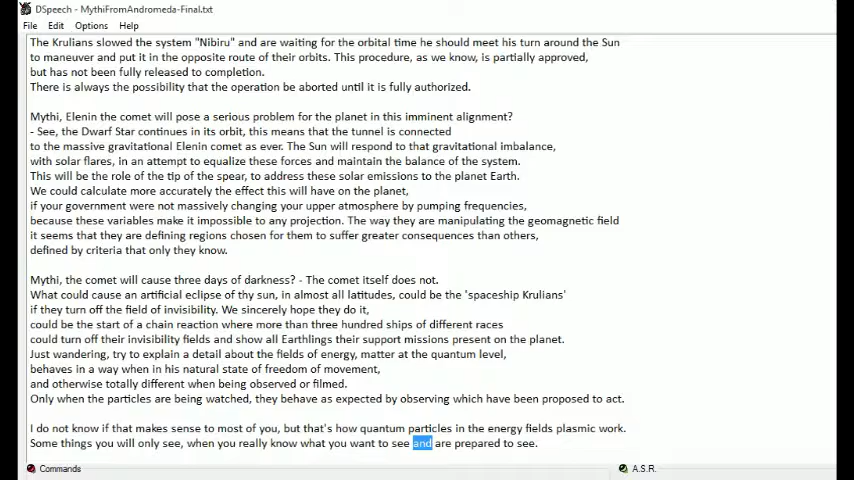 DSpeech - MythiFromAndromeda-Final.txt
File Edit Options Help
The Krulians slowed the system "Nibiru" and are waiting for the orbital time he should meet his turn around the Sun
to maneuver and put it in the opposite route of their orbits. This procedure, as we know, is partially approved,
but has not been fully released to completion.
There is always the possibility that the operation be aborted until it is fully authorized.
Mythi, Elenin the comet will pose a serious problem for the planet in this imminent alignment?
- See, the Dwarf Star continues in its orbit, this means that the tunnel is connected
to the massive gravitational Elenin comet as ever. The Sun will respond to that gravitational imbalance,
with solar flares, in an attempt to equalize these forces and maintain the balance of the system.
This will be the role of the tip of the spear, to address these solar emissions to the planet Earth.
We could calculate more accurately the effect this will have on the planet,
if your government were not massively changing your upper atmosphere by pumping frequencies,
because these variables make it impossible to any projection. The way they are manipulating the geomagnetic field
it seems that they are defining regions chosen for them to suffer greater consequences than others,
defined by criteria that only they know.
Mythi, the comet will cause three days of darkness? - The comet itself does not.
What could cause an artificial eclipse of thy sun, in almost all latitudes, could be the 'spaceship Krulians'
if they turn off the field of invisibility. We sincerely hope they do it,
could be the start of a chain reaction where more than three hundred ships of different races
could turn off their invisibility fields and show all Earthlings their support missions present on the planet.
Just wandering, try to explain a detail about the fields of energy, matter at the quantum level,
behaves in a way when in his natural state of freedom of movement,
and otherwise totally different when being observed or filmed.
Only when the particles are being watched, they behave as expected by observing which have been proposed to act.
I do not know if that makes sense to most of you, but that's how quantum particles in the energy fields plasmic work.
Some things you will only see, when you really know what you want to see and are prepared to see.
Commands A.S.R.